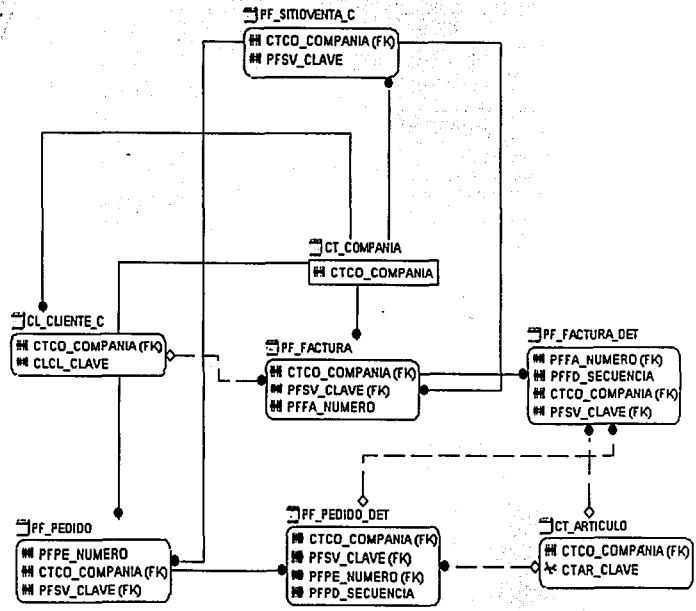 PF_SITIOVENTA_C
CTCO_COMPANIA (FK)
PFSV_CLAVE
CT_COMPANIA
CTCO_COMPANIA
CL_CLIENTE_C
CTCO_COMPANIA (FK)
CLCL_CLAVE
PF_FACTURA
CTCO_COMPANIA (FK)
PFSV_CLAVE (FK)
PFFA_NUMERO
PF_FACTURA_DET
PFFA_NUMERO (FK)
PFFD_SECUENCIA
CTCO_COMPANIA (FK)
PFSV_CLAVE (FK)
PF_PEDIDO
PFPE_NUMERO
CTCO_COMPANIA (FK)
PFSV_CLAVE (FK)
PF_PEDIDO_DET
CTCO_COMPANIA (FK)
PFSV_CLAVE (FK)
PFPE_NUMERO (FK)
PFPD_SECUENCIA
CT_ARTICULO
CTCO_COMPANIA (FK)
CTAR_CLAVE